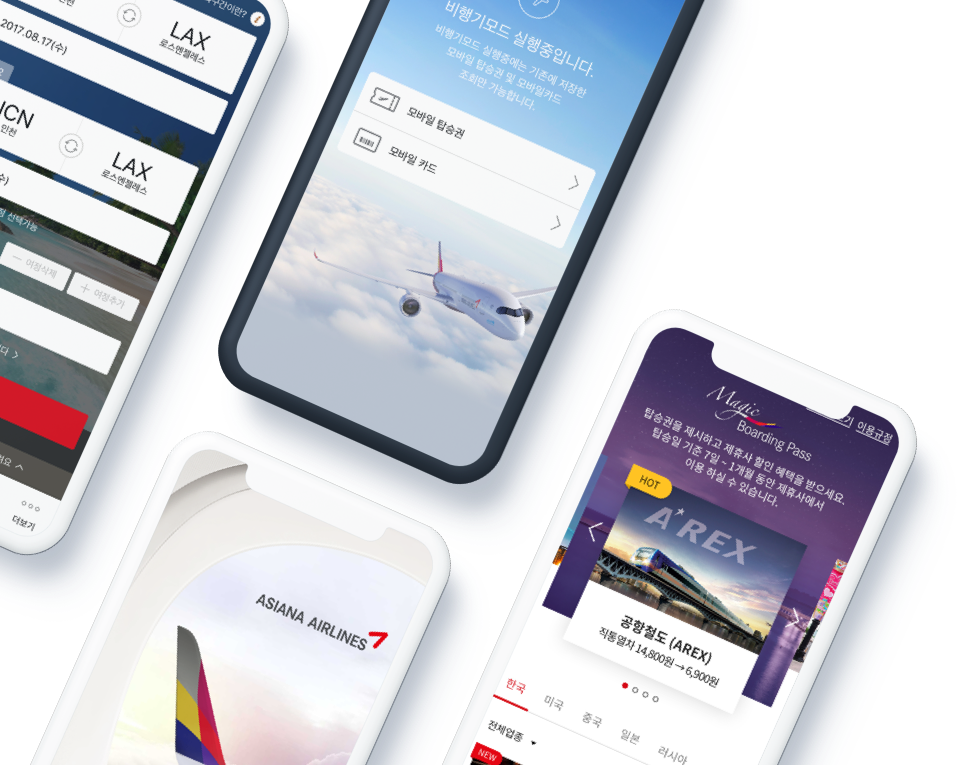 LAX
로스엔젤레스
2017.08.17(수)
ICN
인천
LAX
로스엔젤레스
선택가능
여정삭제
여정추가
더보기
비행기모드 실행중입니다.
비행기모드 실행중에는 기존에 저장한
모바일 탑승권 및 모바일카드
조회만 가능합니다.
모바일 탑승권
모바일 카드
ASIANA AIRLINES
이용규정
Magic
Boarding Pass
탑승권을 제시하고 제휴사 할인 혜택을 받으세요.
탑승일 기준 7일 ~ 1개월 동안 제휴사에서
이용 하실 수 있습니다.
HOT
A'REX
공항철도 (AREX)
직통열차 14,800원 → 6,900원
한국
미국
중국
일본
러시아
전체업종
NEW